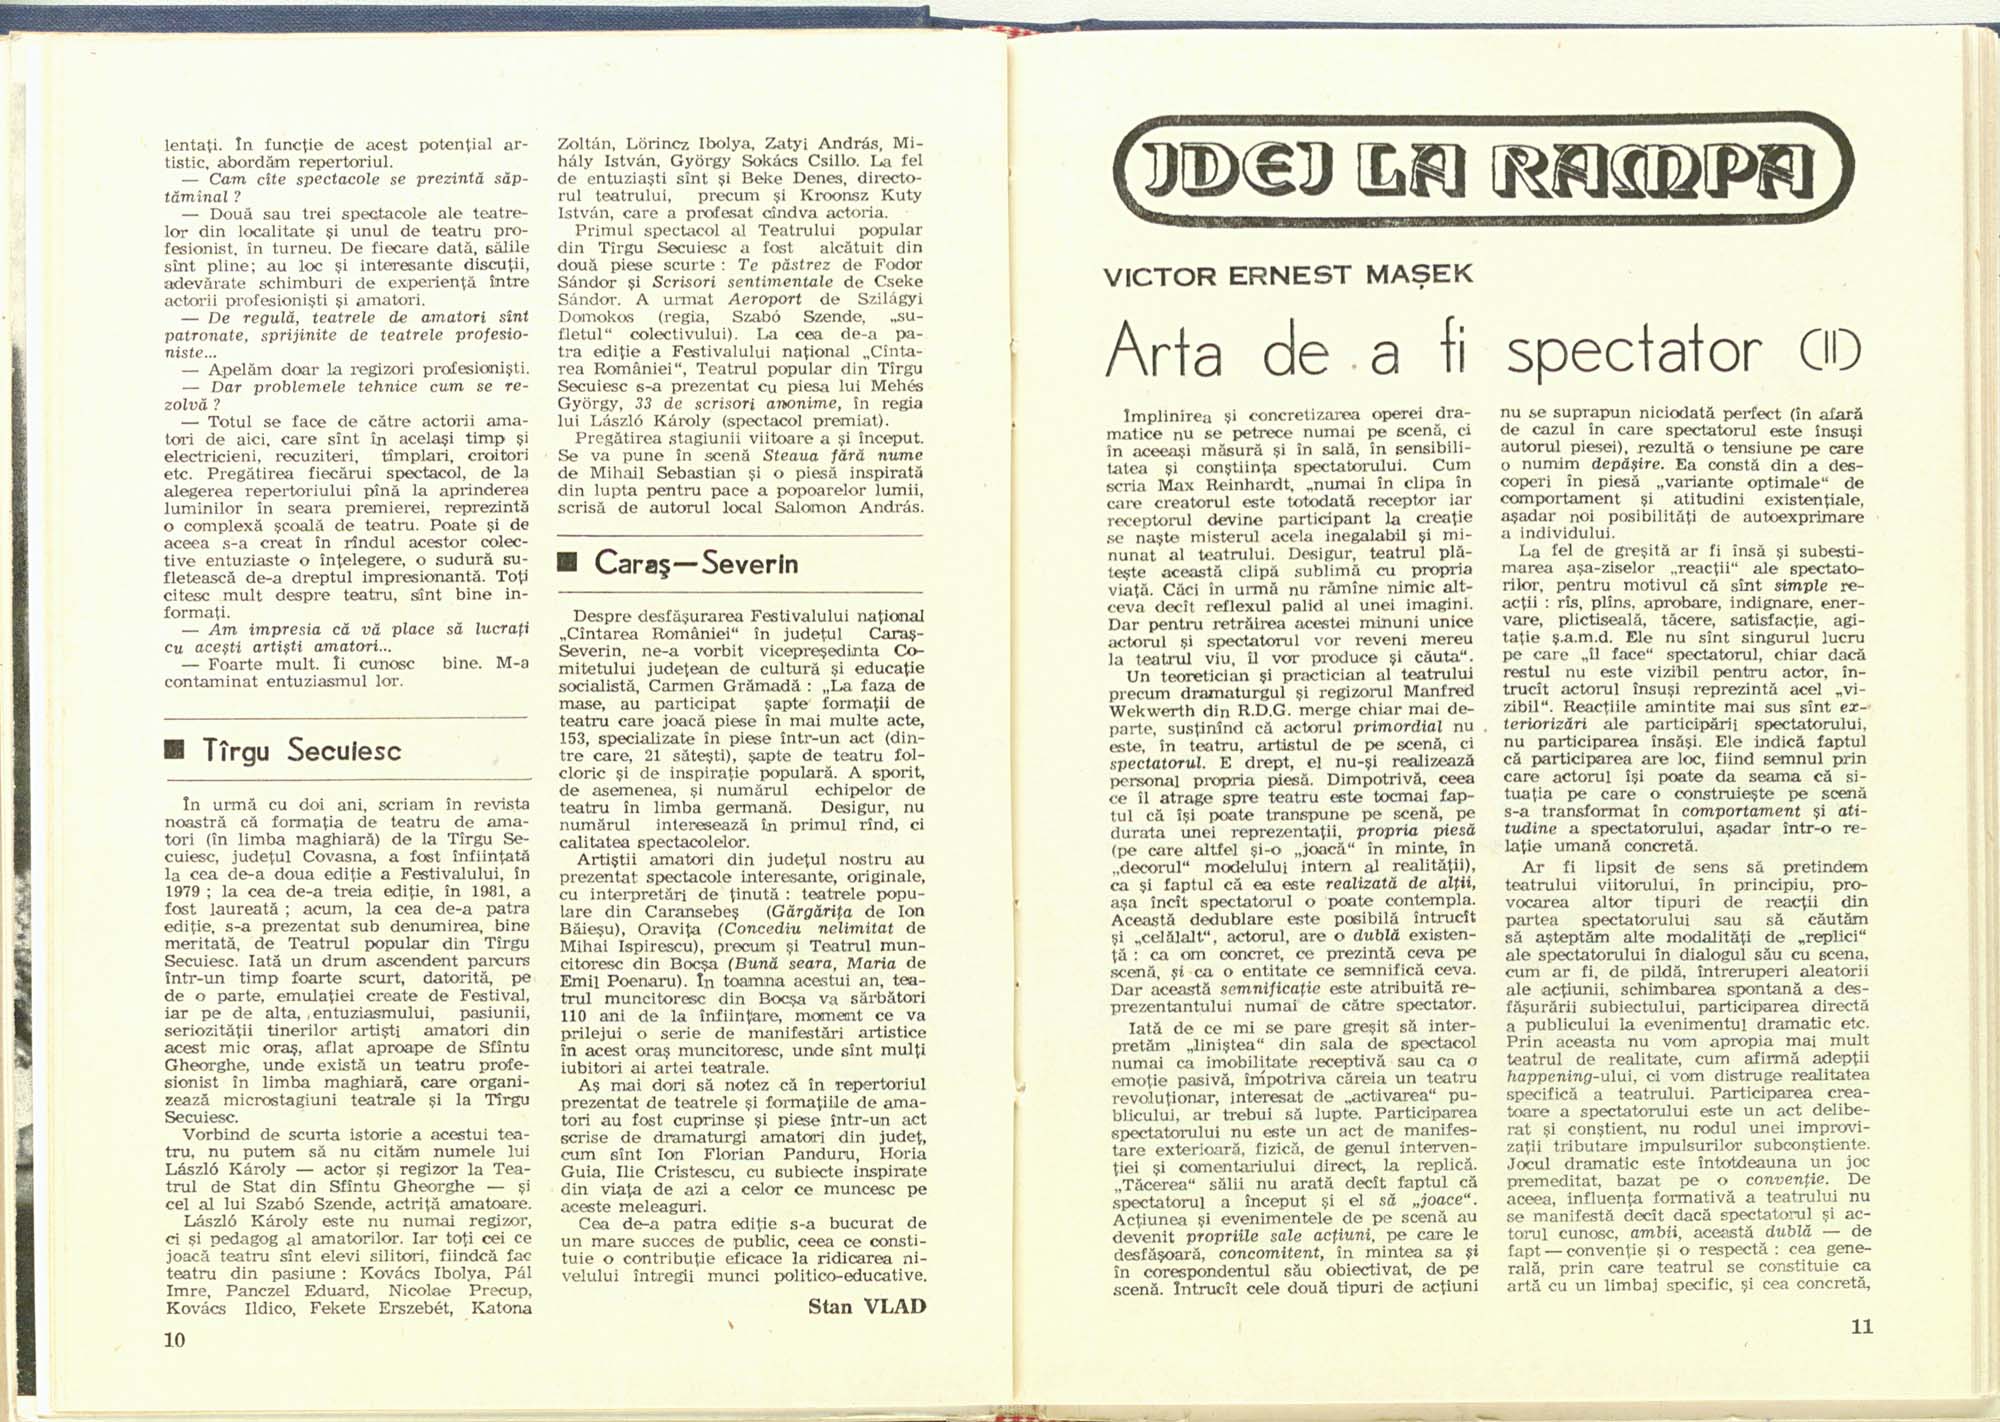 lentați. În funcție de acest potențial ar-
tistic, abordăm repertoriul.
— Cam cîte spectacole se prezintă săp-
tămînal ?
— Două sau trei spectacole ale teatre-
lor din localitate și unul de teatru pro-
fesionist, în turneu. De fiecare dată, sălile
sînt pline; au loc și interesante discuții,
adevărate schimburi de experiență între
actorii profesioniști și amatori.
— De regulă, teatrele de amatori sînt
patronate, sprijinite de teatrele profesio-
niste...
— Apelăm doar la regizori profesioniști.
— Dar problemele tehnice cum se re-
zolvă ?
— Totul se face de către actorii ama-
tori de aici, care sînt în același timp și
electricieni, recuziteri, tîmplari, croitori
etc. Pregătirea fiecărui spectacol, de la
alegerea repertoriului pînă la aprinderea
luminilor în seara premierei, reprezintă
o complexă școală de teatru. Poate și de
aceea s-a creat în rîndul acestor colec-
tive entuziaste o înțelegere, o sudură su-
fletească de-a dreptul impresionantă. Toți
citesc mult despre teatru, sînt bine in-
formați.
— Am impresia că vă place să lucrați
cu acești artiști amatori...
— Foarte mult. Îi cunosc bine. M-a
contaminat entuziasmul lor.
■ Tîrgu Secuiesc
În urmă cu doi ani, scriam în revista
noastră că formația de teatru de ama-
tori (în limba maghiară) de la Tîrgu Se-
cuiesc, județul Covasna, a fost înființată
la cea de-a doua ediție a Festivalului, în
1979 ; la cea de-a treia ediție, în 1981, a
fost laureată ; acum, la cea de-a patra
ediție, s-a prezentat sub denumirea, bine
meritată, de Teatrul popular din Tîrgu
Secuiesc. Iată un drum ascendent parcurs
într-un timp foarte scurt, datorită, pe
de o parte, emulației create de Festival,
iar pe de alta, entuziasmului, pasiunii,
seriozității tinerilor artiști amatori din
acest mic oraș, aflat aproape de Sfîntu
Gheorghe, unde există un teatru profe-
sionist în limba maghiară, care organi-
zează microstagiuni teatrale și la Tîrgu
Secuiesc.
Vorbind de scurta istorie a acestui tea-
tru, nu putem să nu cităm numele lui
László Károly — actor și regizor la Tea-
trul de Stat din Sfîntu Gheorghe — și
cel al lui Szabó Szende, actriță amatoare.
László Károly este nu numai regizor,
ci și pedagog al amatorilor. Iar toți cei ce
joacă teatru sînt elevi silitori, fiindcă fac
teatru din pasiune : Kovács Ibolya, Pál
Imre, Panczel Eduard, Nicolae Precup,
Kovács Ildico, Fekete Erszebét, Katona
10
Zoltán, Lörincz Ibolya, Zatyi András, Mi-
hály István, György Sokács Csillo. La fel
de entuziaști sînt și Beke Denes, directo-
rul teatrului, precum și Kroonsz Kuty
István, care a profesat cîndva actoria.
Primul spectacol al Teatrului popular
din Tîrgu Secuiesc a fost alcătuit din
două piese scurte : Te păstrez de Fodor
Sándor și Scrisori sentimentale de Cseke
Sándor. A urmat Aeroport de Szilágyi
Domokos (regia, Szabó Szende, „su-
fletul“ colectivului). La cea de-a pa-
tra ediție a Festivalului național „Cînta-
rea României“, Teatrul popular din Tîrgu
Secuiesc s-a prezentat cu piesa lui Mehés
György, 33 de scrisori anonime, în regia
lui László Károly (spectacol premiat).
Pregătirea stagiunii viitoare a și început.
Se va pune în scenă Steaua fără nume
de Mihail Sebastian și o piesă inspirată
din lupta pentru pace a popoarelor lumii,
scrisă de autorul local Salomon András.
■ Caraș—Severin
Despre desfășurarea Festivalului național
„Cîntarea României“ în județul Caraș-
Severin, ne-a vorbit vicepreședinta Co-
mitetului județean de cultură și educație
socialistă, Carmen Grămadă : „La faza de
mase, au participat șapte formații de
teatru care joacă piese în mai multe acte,
153, specializate în piese într-un act (din-
tre care, 21 sătești), șapte de teatru fol-
cloric și de inspirație populară. A sporit,
de asemenea, și numărul echipelor de
teatru în limba germană. Desigur, nu
numărul interesează în primul rînd, ci
calitatea spectacolelor.
Artiștii amatori din județul nostru au
prezentat spectacole interesante, originale,
cu interpretări de ținută : teatrele popu-
lare din Caransebeș (Gărgărița de Ion
Băieșu), Oravița (Concediu nelimitat de
Mihai Ispirescu), precum și Teatrul mun-
citoresc din Bocșa (Bună seara, Maria de
Emil Poenaru). În toamna acestui an, tea-
trul muncitoresc din Bocșa va sărbători
110 ani de la înființare, moment ce va
prilejui o serie de manifestări artistice
în acest oraș muncitoresc, unde sînt mulți
iubitori ai artei teatrale.
Aș mai dori să notez că în repertoriul
prezentat de teatrele și formațiile de ama-
tori au fost cuprinse și piese într-un act
scrise de dramaturgi amatori din județ,
cum sînt Ion Florian Panduru, Horia
Guia, Ilie Cristescu, cu subiecte inspirate
din viața de azi a celor ce muncesc pe
aceste meleaguri.
Cea de-a patra ediție s-a bucurat de
un mare succes de public, ceea ce consti-
tuie o contribuție eficace la ridicarea ni-
velului întregii munci politico-educative.
Stan VLAD
IDEI LA RAMPA
VICTOR ERNEST MAȘEK
Arta de a fi spectator (II)
Împlinirea și concretizarea operei dra-
matice nu se petrece numai pe scenă, ci
în aceeași măsură și în sală, în sensibili-
tatea și conștiința spectatorului. Cum
scria Max Reinhardt, „numai în clipa în
care creatorul este totodată receptor iar
receptorul devine participant la creație
se naște misterul acela inegalabil și mi-
nunat al teatrului. Desigur, teatrul plă-
tește această clipă sublimă cu propria
viață. Căci în urmă nu rămîne nimic alt-
ceva decît reflexul palid al unei imagini.
Dar pentru retrăirea acestei minuni unice
actorul și spectatorul vor reveni mereu
la teatrul viu, îl vor produce și căuta“.
Un teoretician și practician al teatrului
precum dramaturgul și regizorul Manfred
Wekwerth din R.D.G. merge chiar mai de-
parte, susținînd că actorul primordial nu
este, în teatru, artistul de pe scenă, ci
spectatorul. E drept, el nu-și realizează
personal propria piesă. Dimpotrivă, ceea
ce îl atrage spre teatru este tocmai fap-
tul că își poate transpune pe scenă, pe
durata unei reprezentații, propria piesă
(pe care altfel și-o „joacă“ în minte, în
„decorul“ modelului intern al realității),
ca și faptul că ea este realizată de alții,
așa încît spectatorul o poate contempla.
Această dedublare este posibilă întrucît
și „celălalt“, actorul, are o dublă existen-
ță : ca om concret, ce prezintă ceva pe
scenă, și ca o entitate ce semnifică ceva.
Dar această semnificație este atribuită re-
prezentantului numai de către spectator.
Iată de ce mi se pare greșit să inter-
pretăm „liniștea“ din sala de spectacol
numai ca imobilitate receptivă sau ca o
emoție pasivă, împotriva căreia un teatru
revoluționar, interesat de „activarea“ pu-
blicului, ar trebui să lupte. Participarea
spectatorului nu este un act de manifes-
tare exterioară, fizică, de genul interven-
ției și comentariului direct, la replică.
„Tăcerea“ sălii nu arată decît faptul că
spectatorul a început și el să „joace“.
Acțiunea și evenimentele de pe scenă au
devenit propriile sale acțiuni, pe care le
desfășoară, concomitent, în mintea sa și
în corespondentul său obiectivat, de pe
scenă. Întrucît cele două tipuri de acțiuni
nu se suprapun niciodată perfect (în afară
de cazul în care spectatorul este însuși
autorul piesei), rezultă o tensiune pe care
o numim depășire. Ea constă din a des-
coperi în piesă „variante optimale“ de
comportament și atitudini existențiale,
așadar noi posibilități de autoexprimare
a individului.
La fel de greșită ar fi însă și subesti-
marea așa-ziselor „reacții“ ale spectato-
rilor, pentru motivul că sînt simple re-
acții : rîs, plîns, aprobare, indignare, ener-
vare, plictiseală, tăcere, satisfacție, agi-
tație ș.a.m.d. Ele nu sînt singurul lucru
pe care „îl face“ spectatorul, chiar dacă
restul nu este vizibil pentru actor, în-
trucît actorul însuși reprezintă acel „vi-
zibil“. Reacțiile amintite mai sus sînt ex-
teriorizări ale participării spectatorului,
nu participarea însăși. Ele indică faptul
că participarea are loc, fiind semnul prin
care actorul își poate da seama că si-
tuația pe care o construiește pe scenă
s-a transformat în comportament și ati-
tudine a spectatorului, așadar într-o re-
lație umană concretă.
Ar fi lipsit de sens să pretindem
teatrului viitorului, în principiu, pro-
vocarea altor tipuri de reacții din
partea spectatorului sau să căutăm
să așteptăm alte modalități de „replici“
ale spectatorului în dialogul său cu scena,
cum ar fi, de pildă, întreruperi aleatorii
ale acțiunii, schimbarea spontană a des-
fășurării subiectului, participarea directă
a publicului la evenimentul dramatic etc.
Prin aceasta nu vom apropia mai mult
teatrul de realitate, cum afirmă adepții
happening-ului, ci vom distruge realitatea
specifică a teatrului. Participarea crea-
toare a spectatorului este un act delibe-
rat și conștient, nu rodul unei improvi-
zații tributare impulsurilor subconștiente.
Jocul dramatic este întotdeauna un joc
premeditat, bazat pe o convenție. De
aceea, influența formativă a teatrului nu
se manifestă decît dacă spectatorul și ac-
torul cunosc, ambii, această dublă — de
fapt — convenție și o respectă : cea gene-
rală, prin care teatrul se constituie ca
artă cu un limbaj specific, și cea concretă,
11